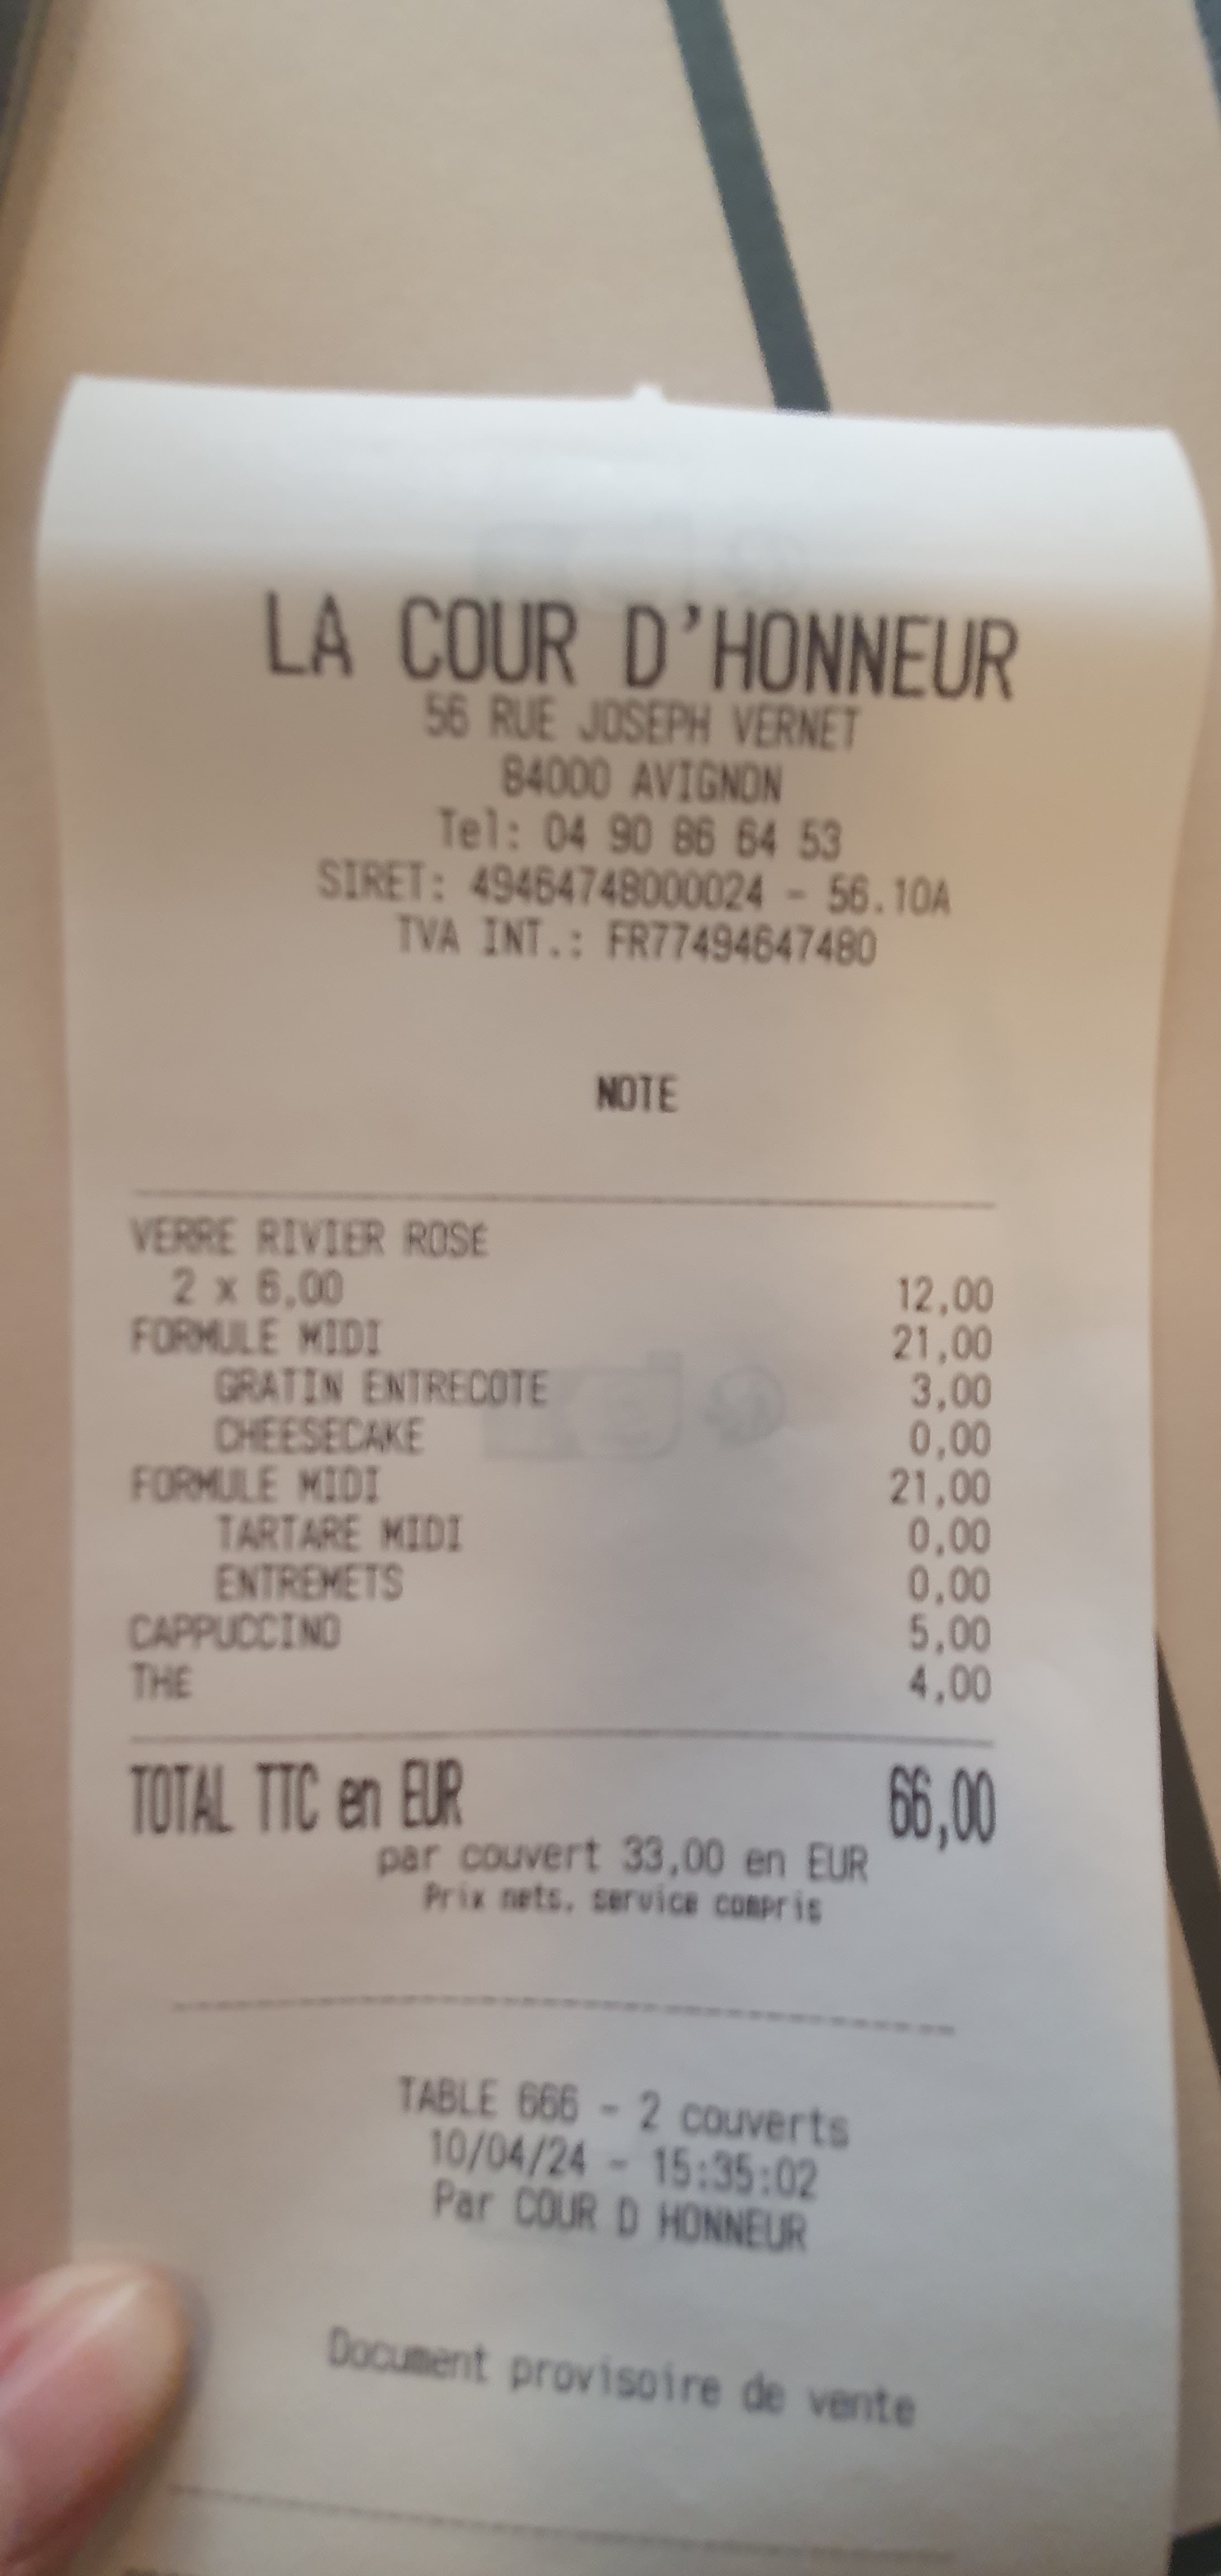 LA COUR D'HONNEUR
56 RUE JOSEPH VERNET
84000 AVIGNON
Tel: 04 90 86 64 53
SIRET: 49464748000024 - 56.10A
TVA INT.: FR77494647480
NOTE
VERRE RIVIER ROSE
2 x 6,00 12,00
FORMULE MIDI 21,00
GRATIN ENTRECOTE 3,00
CHEESECAKE 0,00
FORMULE MIDI 21,00
TARTARE MIDI 0,00
ENTREMETS 0,00
CAPPUCCINO 5,00
THE 4,00
TOTAL TTC en EUR 66,00
par couvert 33,00 en EUR
Prix nets, service compris
TABLE 666 - 2 couverts
10/04/24 - 15:35:02
Par COUR D HONNEUR
Document provisoire de vente